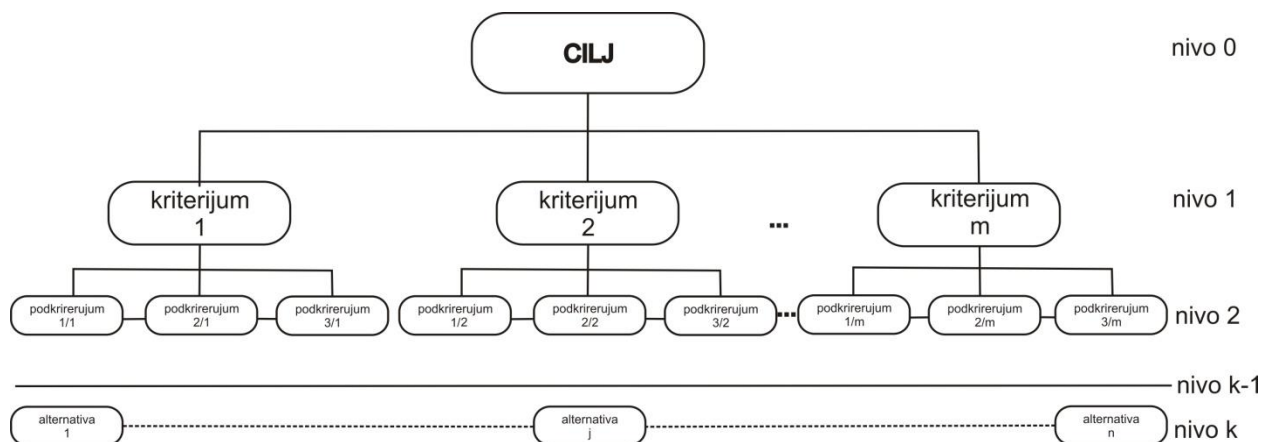 CILJ
nivo 0
kriterijum
1
kriterijum
2
...
kriterijum
m
nivo 1
podkrirerujum
1/1
podkrirerujum
2/1
podkrirerujum
3/1
podkrirerujum
1/2
podkrirerujum
2/2
podkrirerujum
3/2
...
podkrirerujum
1/m
podkrirerujum
2/m
podkrirerujum
3/m
nivo 2
nivo k-1
alternativa
1
alternativa
j
alternativa
n
nivo k